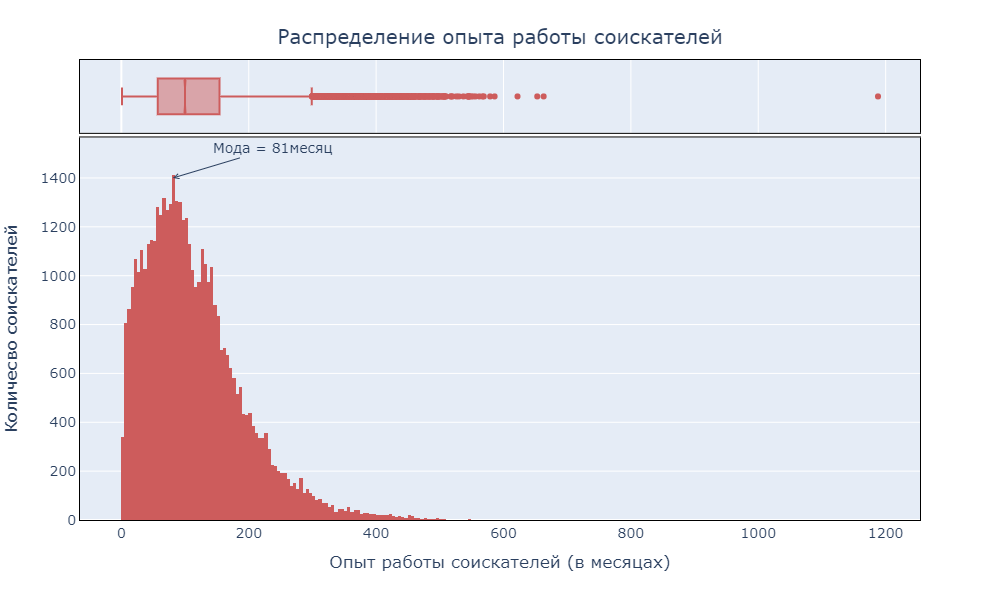 Распределение опыта работы соискателей
Мода = 81месяц
1400
1200
1000
800
600
400
200
0
Количесво соискателей
0 200 400 600 800 1000 1200
Опыт работы соискателей (в месяцах)